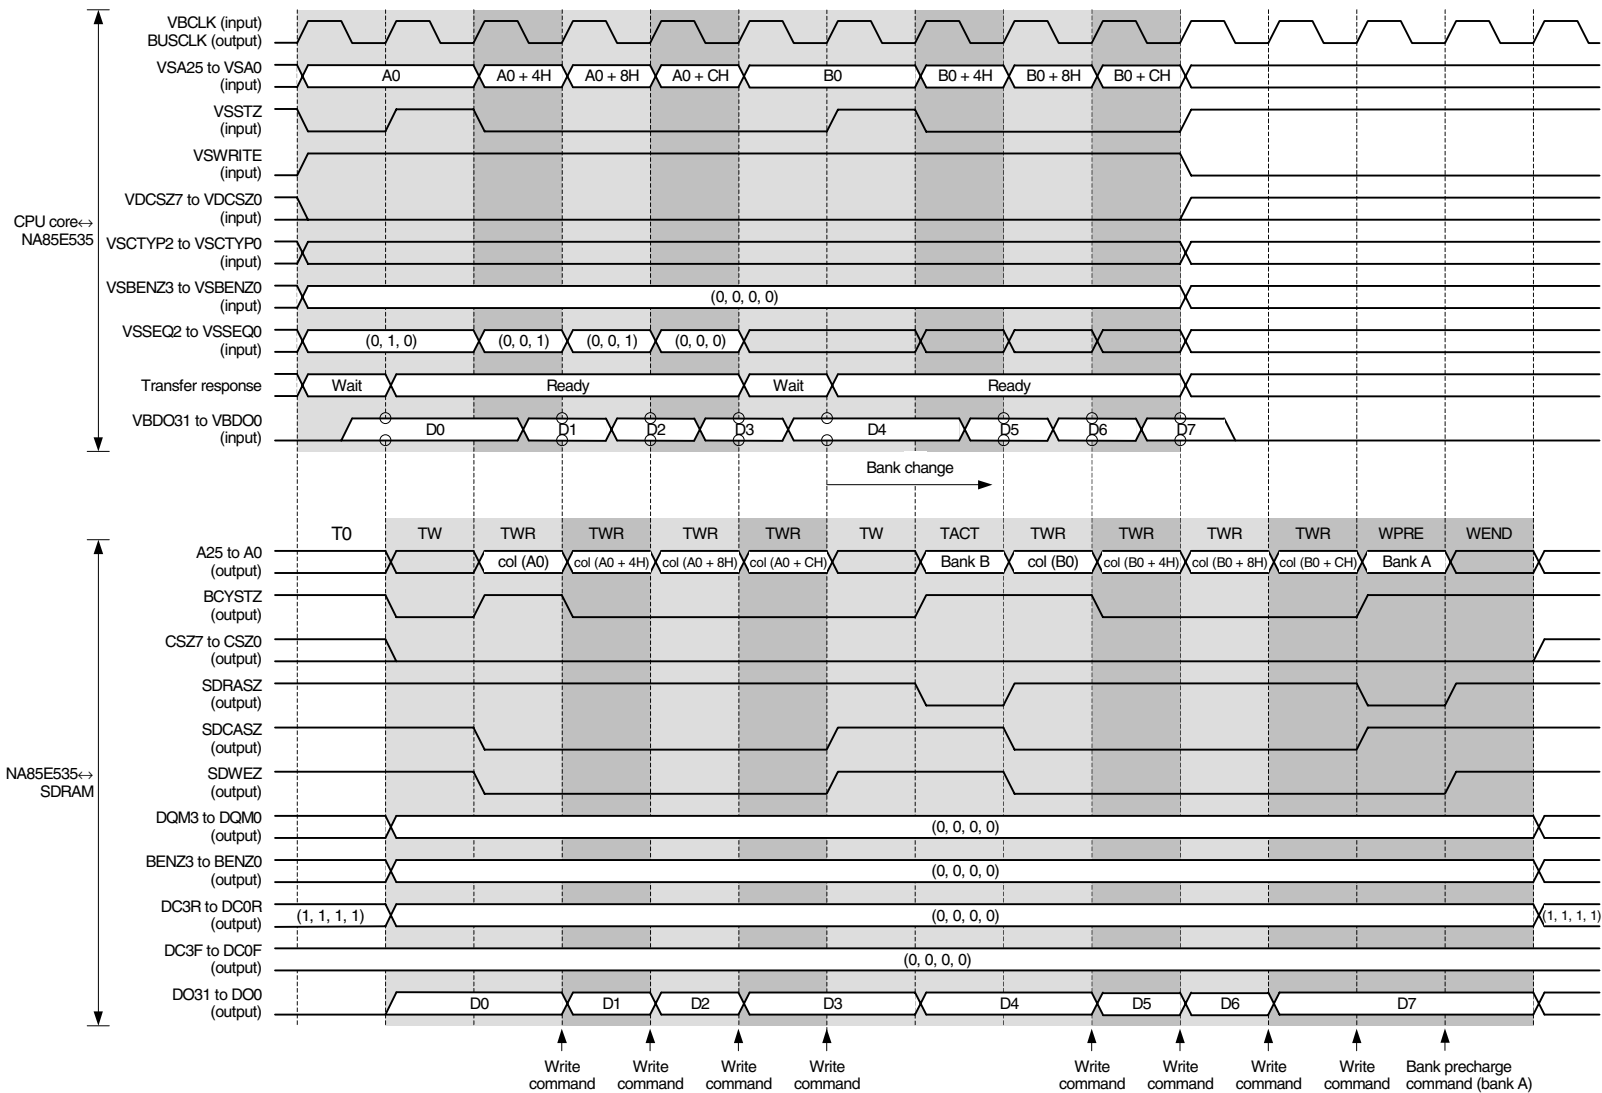 VBCLK (input)
BUSCLK (output)
VSA25 to VSA0
(input)
A0
A0 + 4H
A0 + 8H
A0 + CH
B0
B0 + 4H
B0 + 8H
B0 + CH
VSSTZ
(input)
VSWRITE
(input)
VDCSZ7 to VDCSZ0
(input)
CPU core↔
NA85E535
VSCTYP2 to VSCTYP0
(input)
VSBENZ3 to VSBENZ0
(input)
(0, 0, 0, 0)
VSSEQ2 to VSSEQ0
(input)
(0, 1, 0)
(0, 0, 1)
(0, 0, 1)
(0, 0, 0)
Transfer response
Wait
Ready
Wait
Ready
VBDO31 to VBDO0
(input)
D0
D1
D2
D3
D4
D5
D6
D7
Bank change
T0
TW
TWR
TWR
TWR
TWR
TW
TACT
TWR
TWR
TWR
TWR
WPRE
WEND
A25 to A0
(output)
col (A0)
col (A0 + 4H)
col (A0 + 8H)
col (A0 + CH)
Bank B
col (B0)
col (B0 + 4H)
col (B0 + 8H)
col (B0 + CH)
Bank A
BCYSTZ
(output)
CSZ7 to CSZ0
(output)
SDRASZ
(output)
SDCASZ
(output)
NA85E535↔
SDRAM
SDWEZ
(output)
DQM3 to DQM0
(output)
(0, 0, 0, 0)
BENZ3 to BENZ0
(output)
(0, 0, 0, 0)
DC3R to DC0R
(output)
(1, 1, 1, 1)
(0, 0, 0, 0)
(1, 1, 1, 1)
DC3F to DC0F
(output)
(0, 0, 0, 0)
DO31 to DO0
(output)
D0
D1
D2
D3
D4
D5
D6
D7
Write
command
Write
command
Write
command
Write
command
Write
command
Write
command
Write
command
Write
command
Bank precharge
command (bank A)